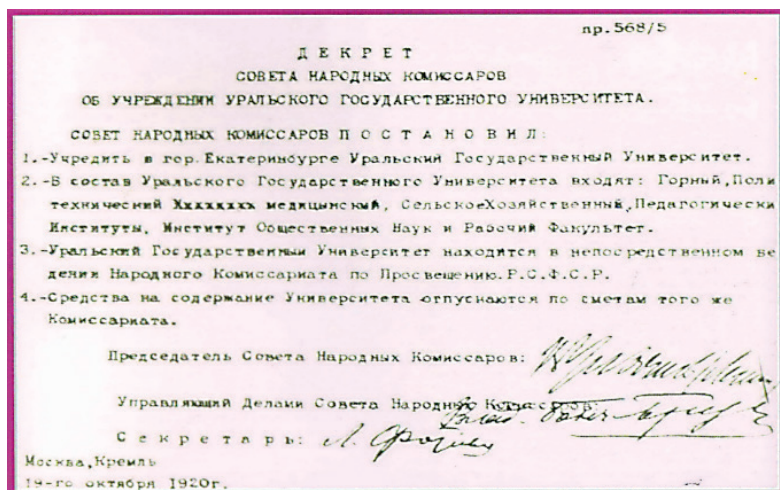 пр.568/5
Д Е К Р Е Т
СОВЕТА НАРОДНЫХ КОМИССАРОВ
ОБ УЧРЕЖДЕНИИ УРАЛЬСКОГО ГОСУДАРСТВЕННОГО УНИВЕРСИТЕТА.
СОВЕТ НАРОДНЫХ КОМИССАРОВ П О С Т А Н О В И Л:
1.-Учредить в гор.Екатеринбурге Уральский Государственный Университет.
2.-В состав Уральского Государственного Университета входят: Горный,Поли
технический медицынский, СельскоеХозяйственный,Педагогически
Институты, Институт Общественных Наук и Рабочий Факультет.
3.-Уральский Государственный Университет находится в непосредственном ве
дении Народного Комиссариата по Просвещению.Р.С.Ф.С.Р.
4.-Средства на содержание Университета отпускаются по сметам того же
Комиссариата.
Председатель Совета Народных Комиссаров:
Управляющий Делами Совета Народных Комиссаров:
С е к р е т а р ь:
Москва,Кремль
19-го октября 1920г.